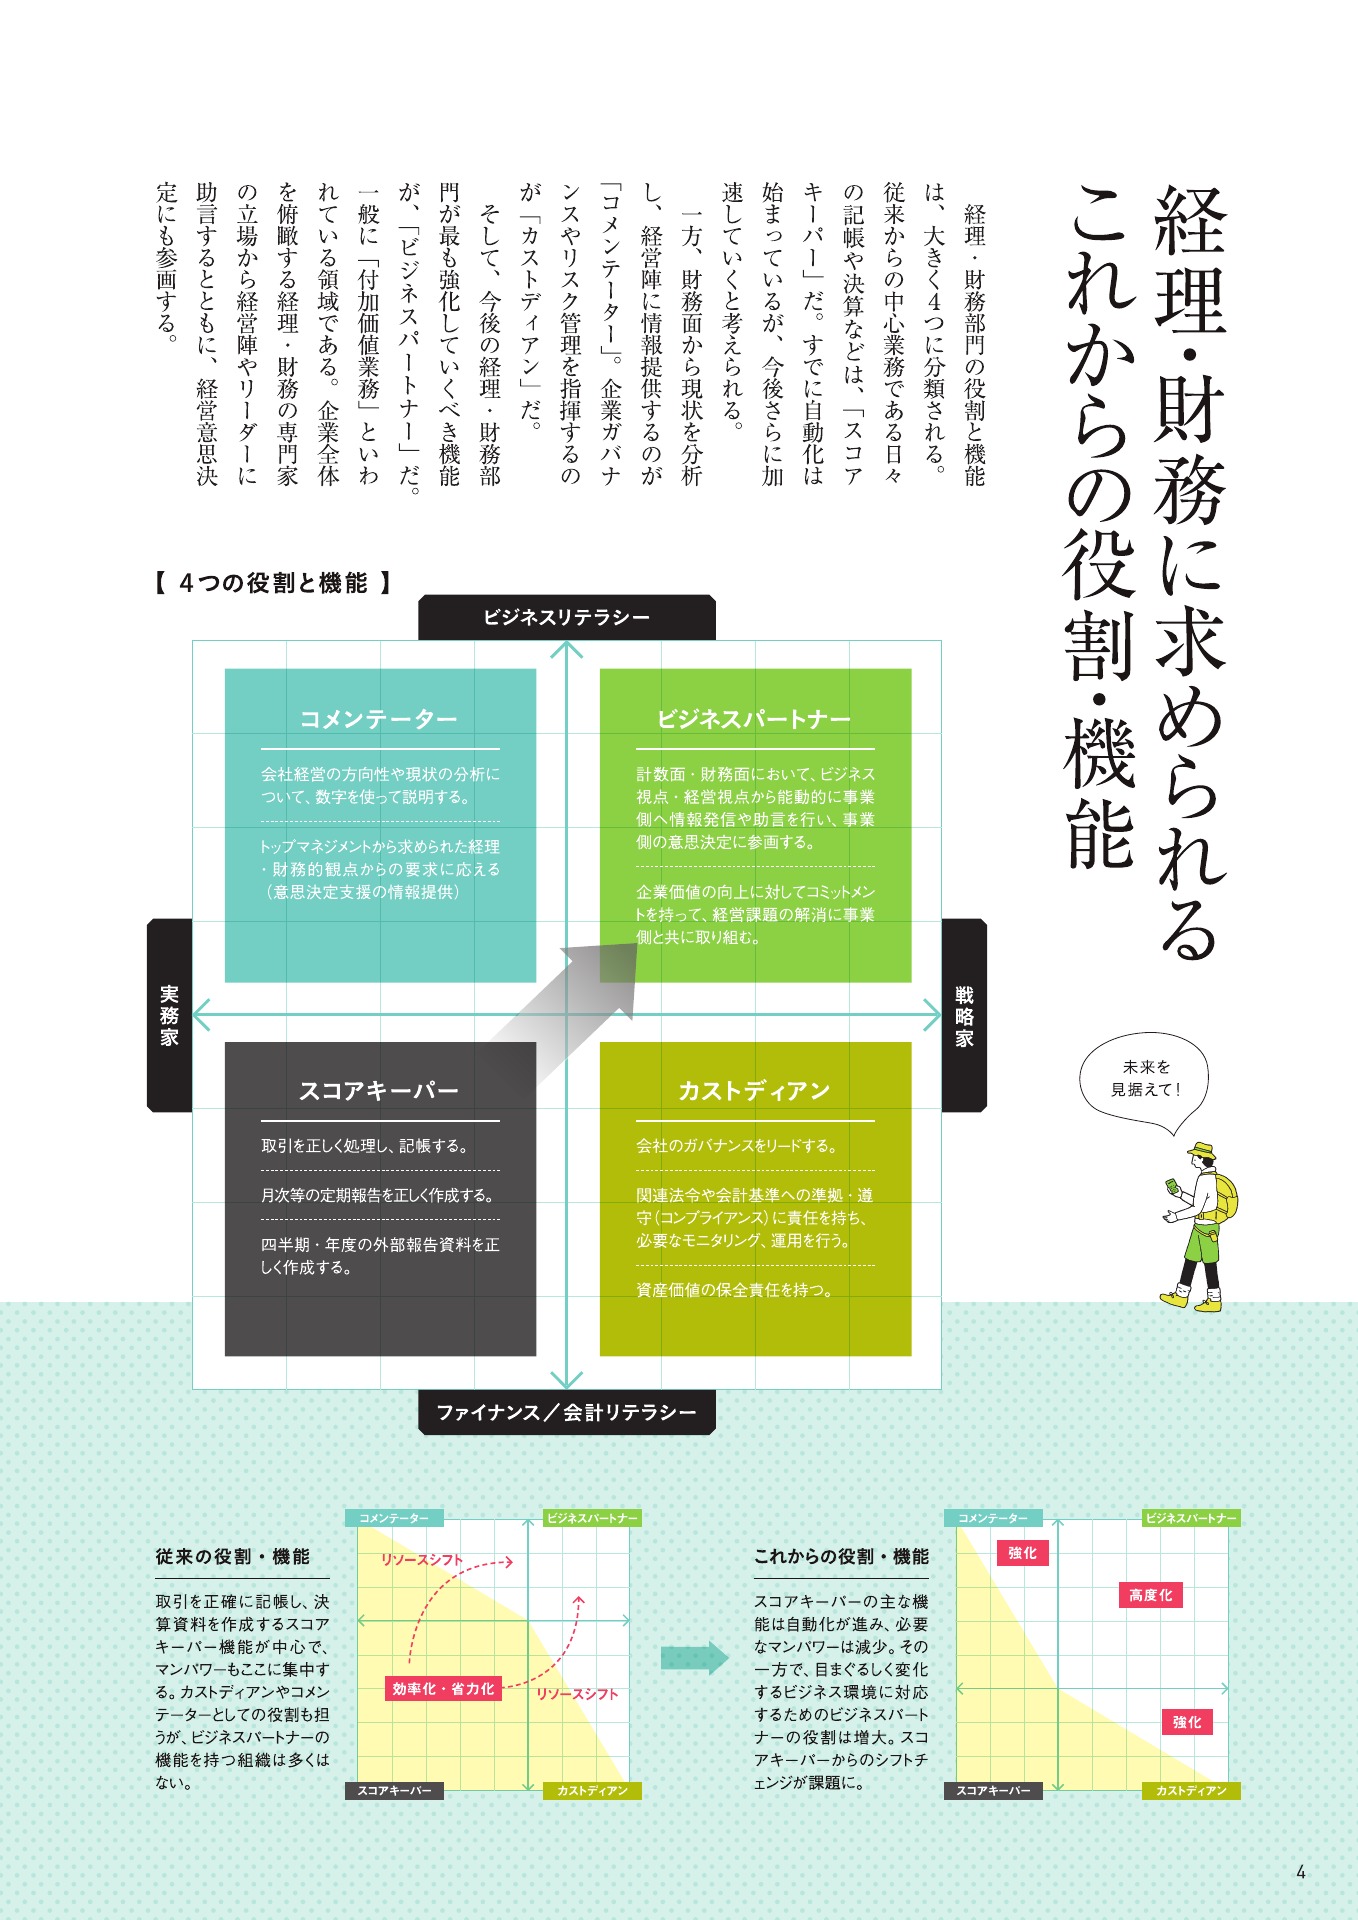 経理・財務に求められる
これからの役割・機能
経理・財務部門の役割と機能
は、大きく4つに分類される。
従来からの中心業務である日々
の記帳や決算などは、「スコア
キーパー」だ。すでに自動化は
始まっているが、今後さらに加
速していくと考えられる。
一方、財務面から現状を分析
し、経営陣に情報提供するのが
「コメンテーター」。企業ガバナ
ンスやリスク管理を指揮するの
が「カストディアン」だ。
そして、今後の経理・財務部
門が最も強化していくべき機能
が、「ビジネスパートナー」だ。
一般に「付加価値業務」といわ
れている領域である。企業全体
を俯瞰する経理・財務の専門家
の立場から経営陣やリーダーに
助言するとともに、経営意思決
定にも参画する。
【 4つの役割と機能 】
ビジネスリテラシー
コメンテーター
会社経営の方向性や現状の分析に
ついて、数字を使って説明する。
トップマネジメントから求められた経理
・財務的観点からの要求に応える
（意思決定支援の情報提供）
ビジネスパートナー
計数面・財務面において、ビジネス
視点・経営視点から能動的に事業
側へ情報発信や助言を行い、事業
側の意思決定に参画する。
企業価値の向上に対してコミットメン
トを持って、経営課題の解消に事業
側と共に取り組む。
実務家
戦略家
スコアキーパー
取引を正しく処理し、記帳する。
月次等の定期報告を正しく作成する。
四半期・年度の外部報告資料を正
しく作成する。
カストディアン
会社のガバナンスをリードする。
関連法令や会計基準への準拠・遵
守（コンプライアンス）に責任を持ち、
必要なモニタリング、運用を行う。
資産価値の保全責任を持つ。
ファイナンス／会計リテラシー
未来を
見据えて！
従来の役割・機能
取引を正確に記帳し、決
算資料を作成するスコア
キーパー機能が中心で、
マンパワーもここに集中す
る。カストディアンやコメン
テーターとしての役割も担
うが、ビジネスパートナーの
機能を持つ組織は多くは
ない。
コメンテーター
ビジネスパートナー
リソースシフト
効率化・省力化
リソースシフト
スコアキーパー
カストディアン
これからの役割・機能
スコアキーパーの主な機
能は自動化が進み、必要
なマンパワーは減少。その
一方で、目まぐるしく変化
するビジネス環境に対応
するためのビジネスパート
ナーの役割は増大。スコ
アキーパーからのシフトチ
ェンジが課題に。
コメンテーター
ビジネスパートナー
強化
高度化
強化
スコアキーパー
カストディアン
4